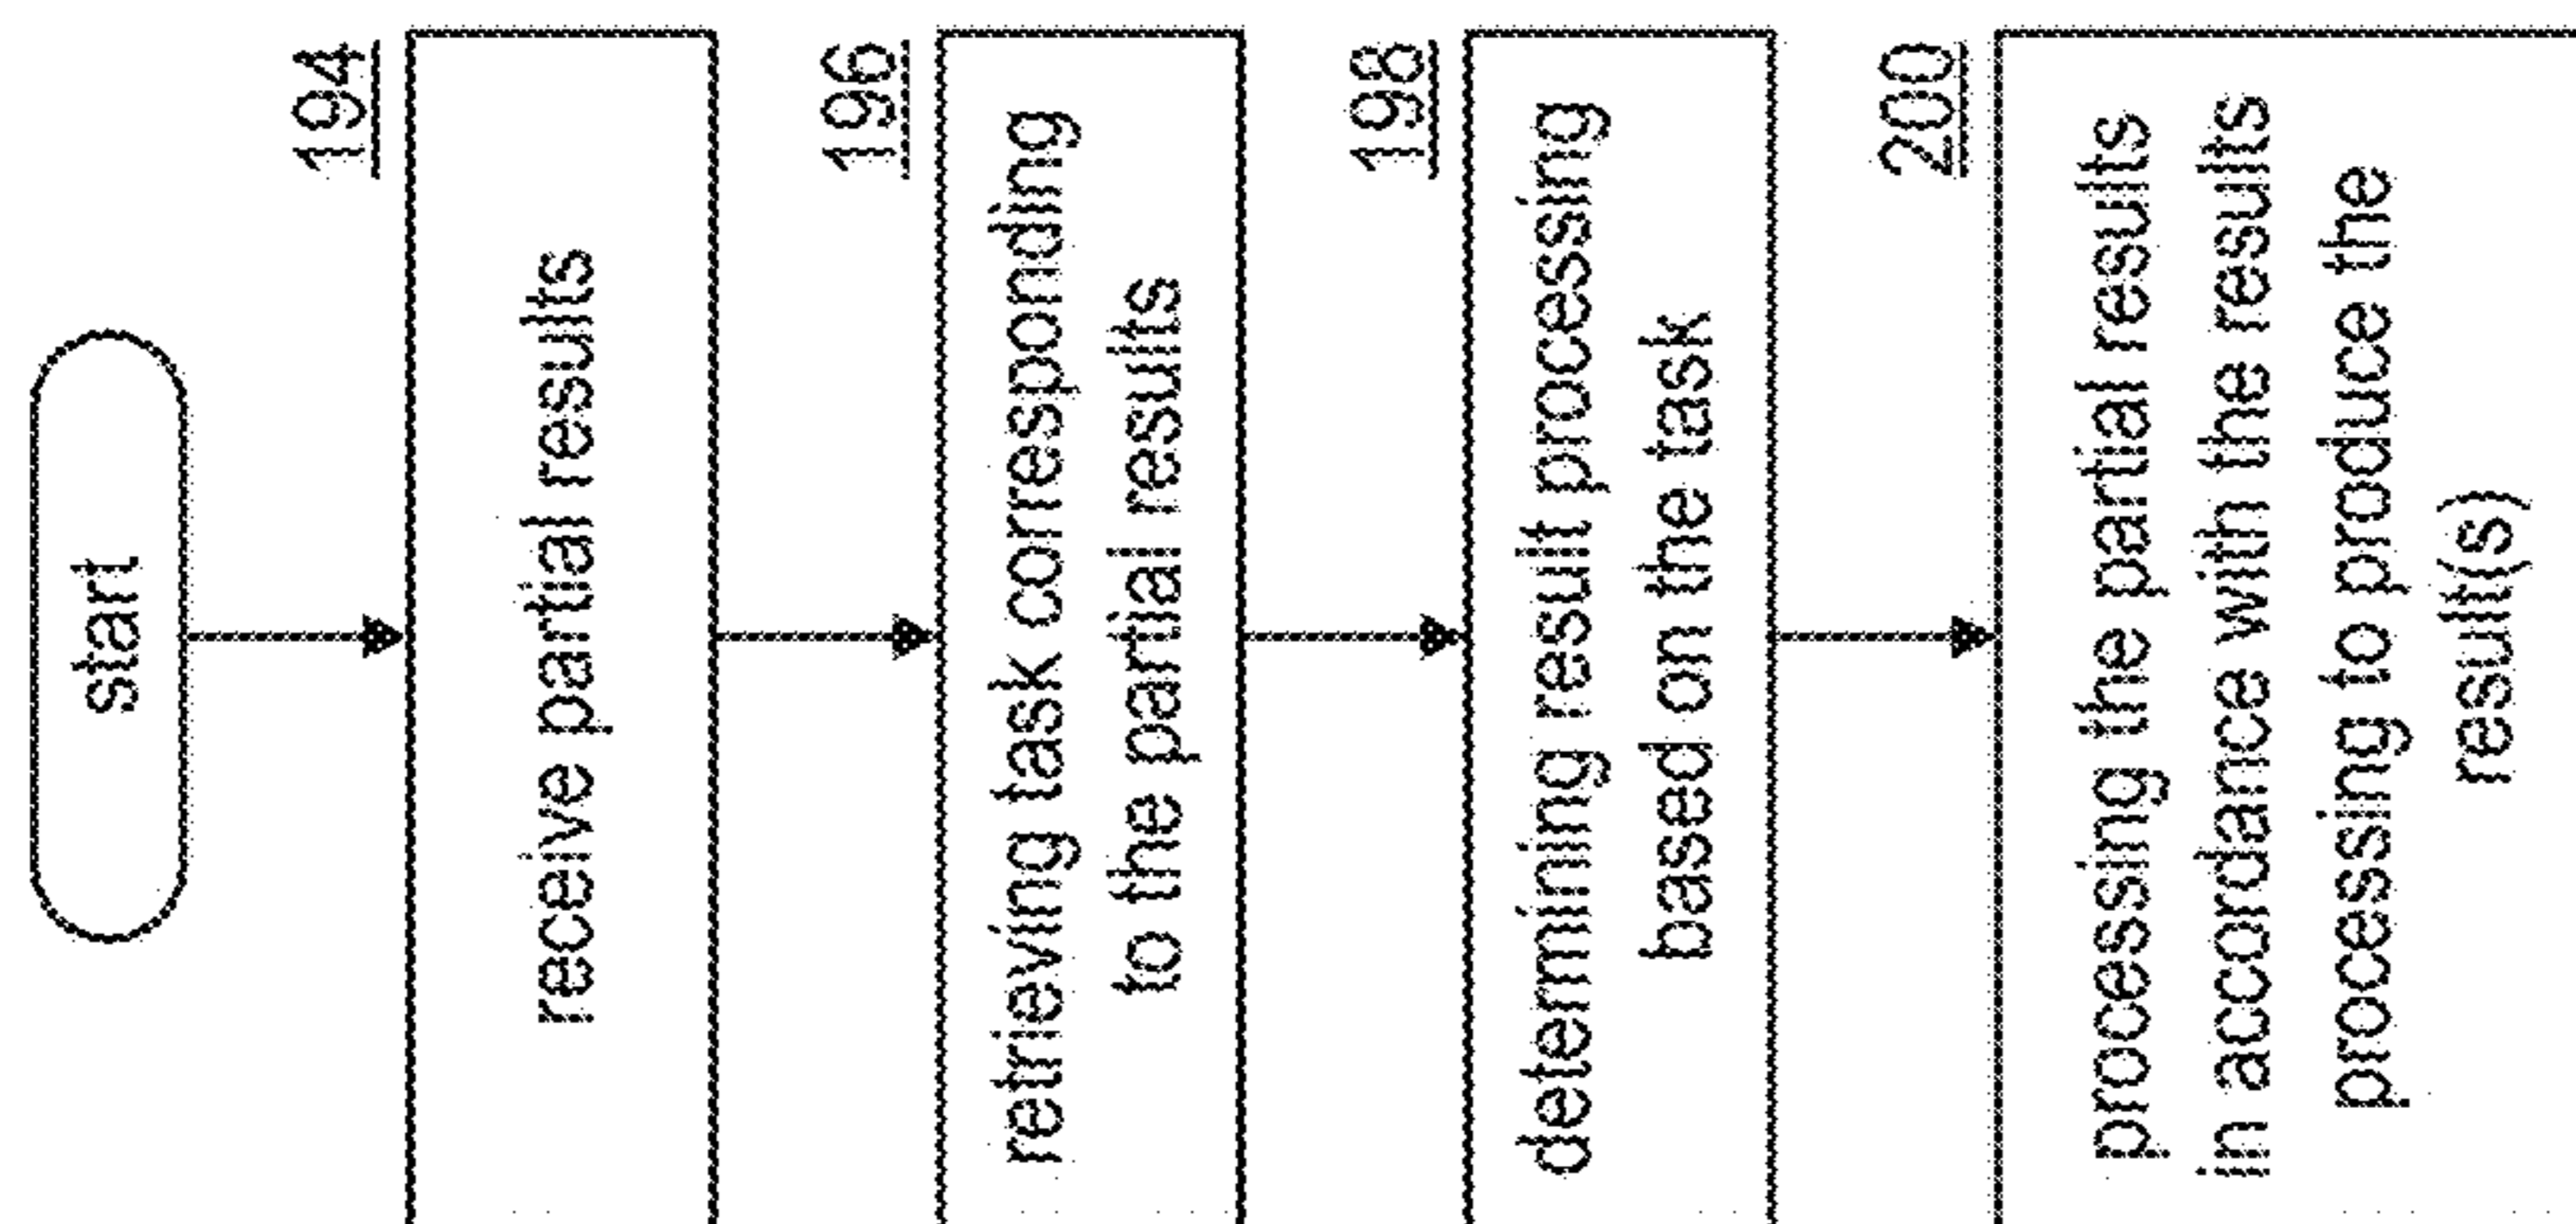 start
194
receive partial results
196
retrieving task corresponding
to the partial results
198
determining result processing
based on the task
200
processing the partial results
in accordance with the results
processing to produce the
result(s)